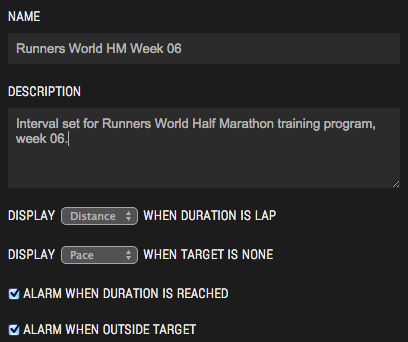 NAME
Runners World HM Week 06
DESCRIPTION
Interval set for Runners World Half Marathon training program,
week 06.
DISPLAY Distance WHEN DURATION IS LAP
DISPLAY Pace WHEN TARGET IS NONE
ALARM WHEN DURATION IS REACHED
ALARM WHEN OUTSIDE TARGET